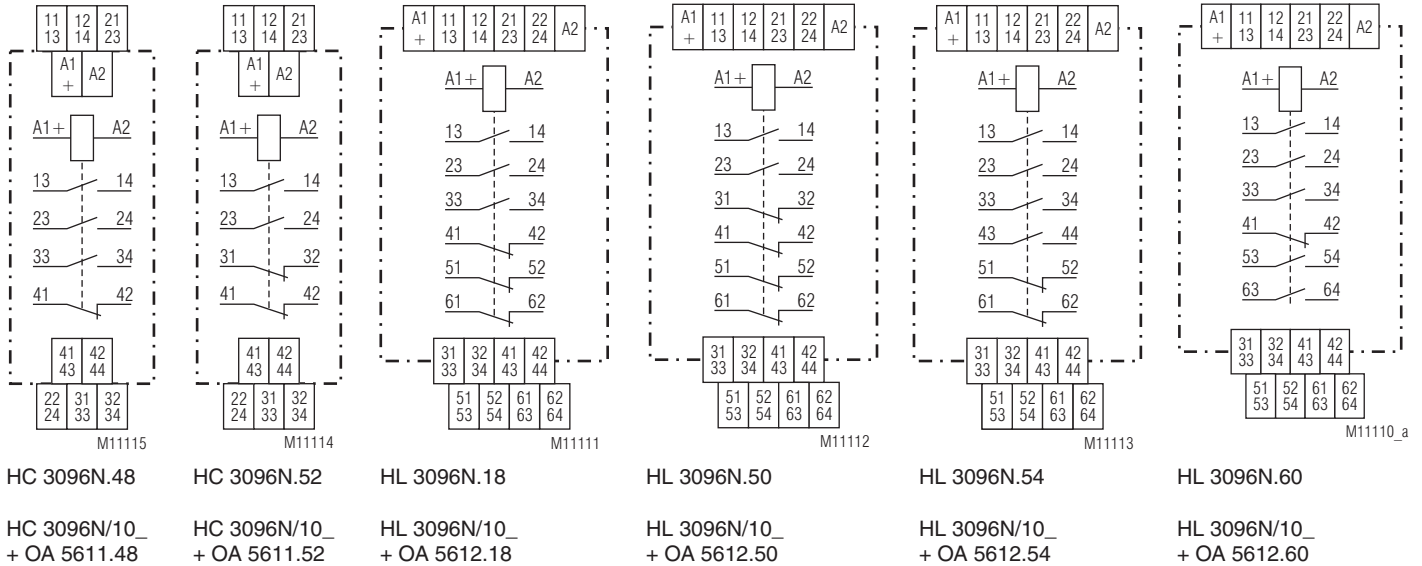 11 12 21
13 14 23
A1 A2
+
A1+ A2
13 14
23 24
33 34
41 42
41 42
43 44
22 31 32
24 33 34
M11115
HC 3096N.48
HC 3096N/10_
+ OA 5611.48
11 12 21
13 14 23
A1 A2
+
A1+ A2
13 14
23 24
31 32
41 42
41 42
43 44
22 31 32
24 33 34
M11114
HC 3096N.52
HC 3096N/10_
+ OA 5611.52
A1 11 12 21 22 A2
+ 13 14 23 24
A1+ A2
13 14
23 24
33 34
41 42
51 52
61 62
31 32 41 42
33 34 43 44
51 52 61 62
53 54 63 64
M11111
HL 3096N.18
HL 3096N/10_
+ OA 5612.18
A1 11 12 21 22 A2
+ 13 14 23 24
A1+ A2
13 14
23 24
31 32
41 42
51 52
61 62
31 32 41 42
33 34 43 44
51 52 61 62
53 54 63 64
M11112
HL 3096N.50
HL 3096N/10_
+ OA 5612.50
A1 11 12 21 22 A2
+ 13 14 23 24
A1+ A2
13 14
23 24
33 34
43 44
51 52
61 62
31 32 41 42
33 34 43 44
51 52 61 62
53 54 63 64
M11113
HL 3096N.54
HL 3096N/10_
+ OA 5612.54
A1 11 12 21 22 A2
+ 13 14 23 24
A1+ A2
13 14
23 24
33 34
41 42
53 54
63 64
31 32 41 42
33 34 43 44
51 52 61 62
53 54 63 64
M11110_a
HL 3096N.60
HL 3096N/10_
+ OA 5612.60